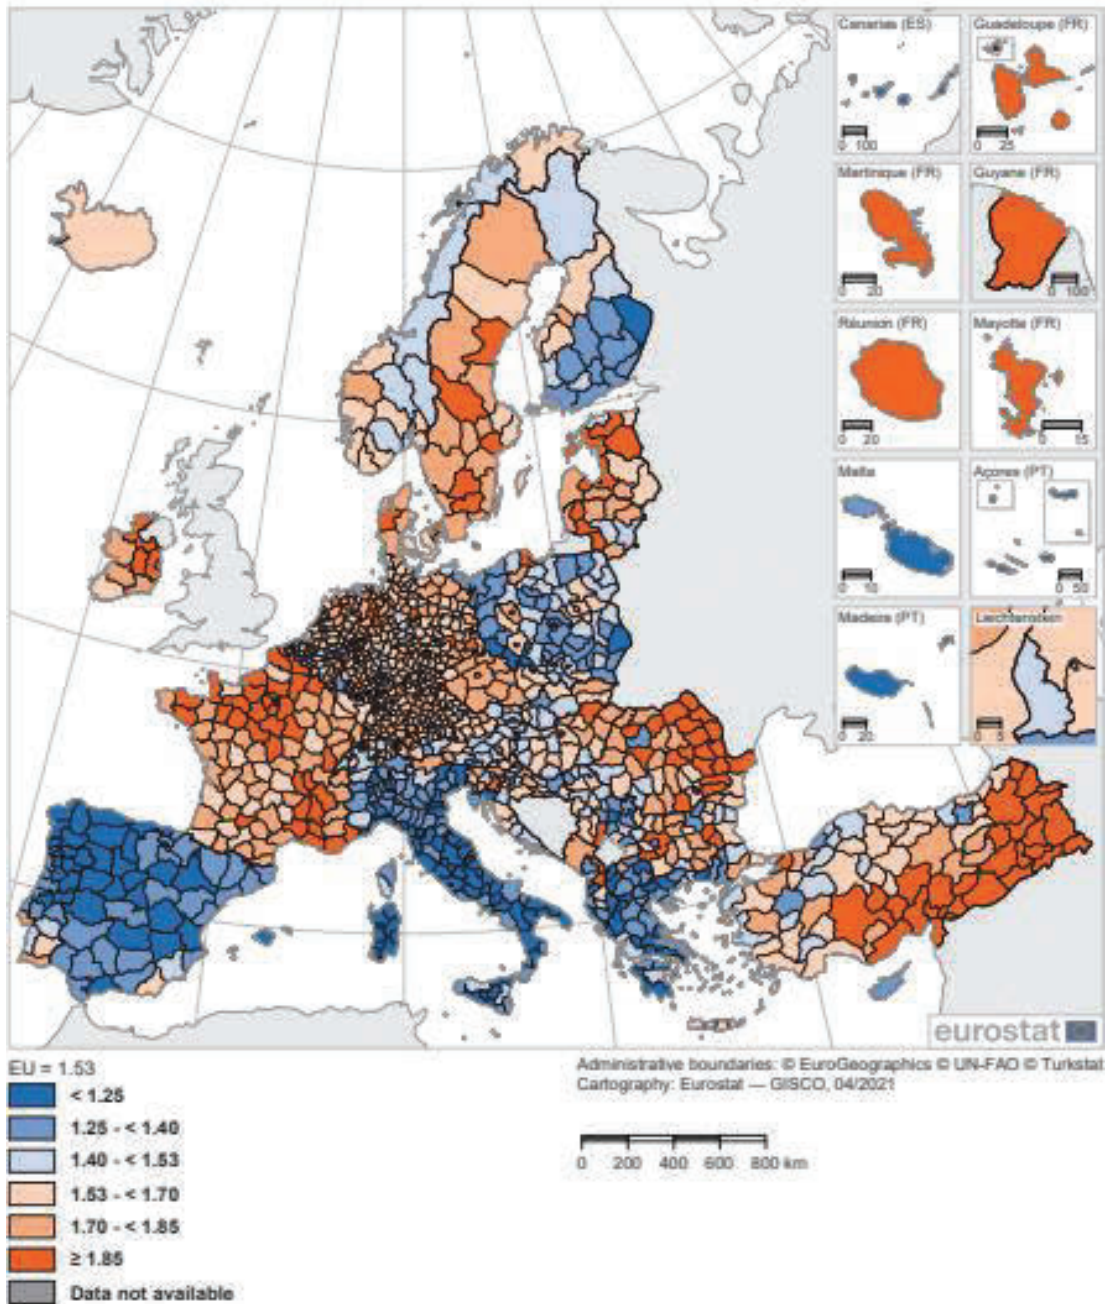 Canarias (ES)
0 100
Guadeloupe (FR)
0 25
Martinique (FR)
0 20
Guyane (FR)
0 100
Réunion (FR)
0 20
Mayotte (FR)
0 15
Malta
0 10
Açores (PT)
0 50
Madeira (PT)
0 20
Liechtenstein
0 5
eurostat
EU = 1.53
< 1.25
1.25 - < 1.40
1.40 - < 1.53
1.53 - < 1.70
1.70 - < 1.85
≥ 1.85
Data not available
Administrative boundaries: © EuroGeographics © UN-FAO © Turkstat
Cartography: Eurostat — GISCO, 04/2021
0 200 400 600 800 km